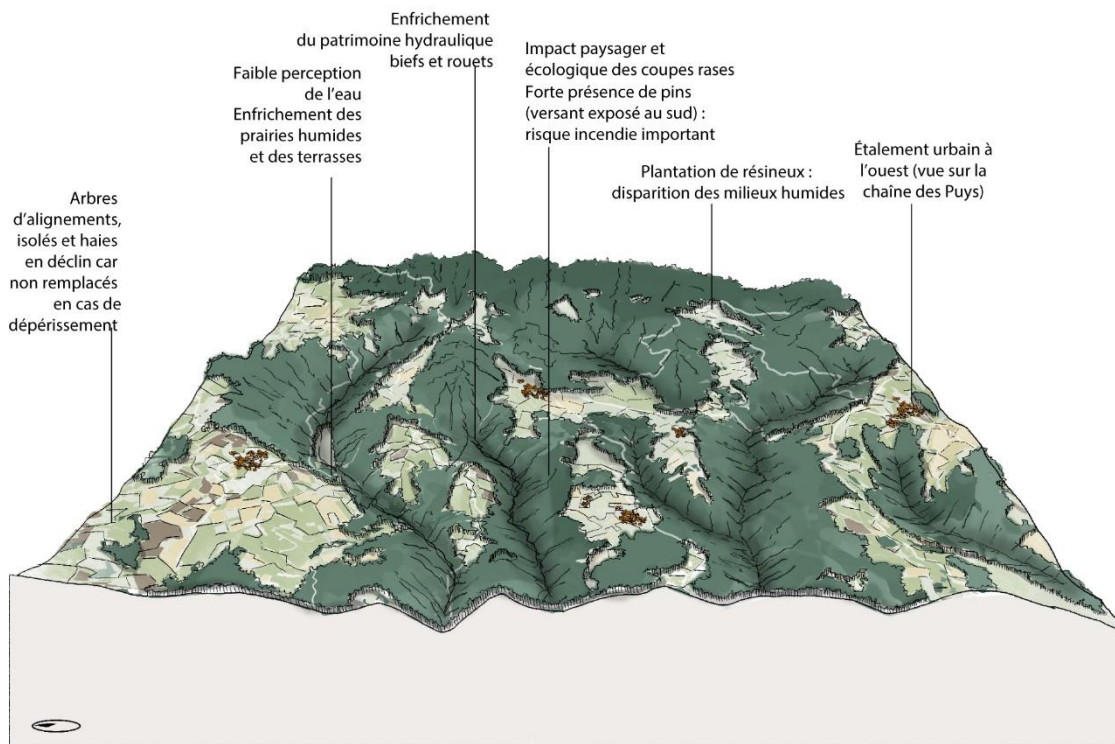 Arbres
d’alignements,
isolés et haies
en déclin car
non remplacés
en cas de
dépérissement
Faible perception
de l’eau
Enfrichement des
prairies humides
et des terrasses
Enfrichement
du patrimoine hydraulique
biefs et rouets
Impact paysager et
écologique des coupes rases
Forte présence de pins
(versant exposé au sud) :
risque incendie important
Plantation de résineux :
disparition des milieux humides
Étalement urbain à
l’ouest (vue sur la
chaîne des Puys)